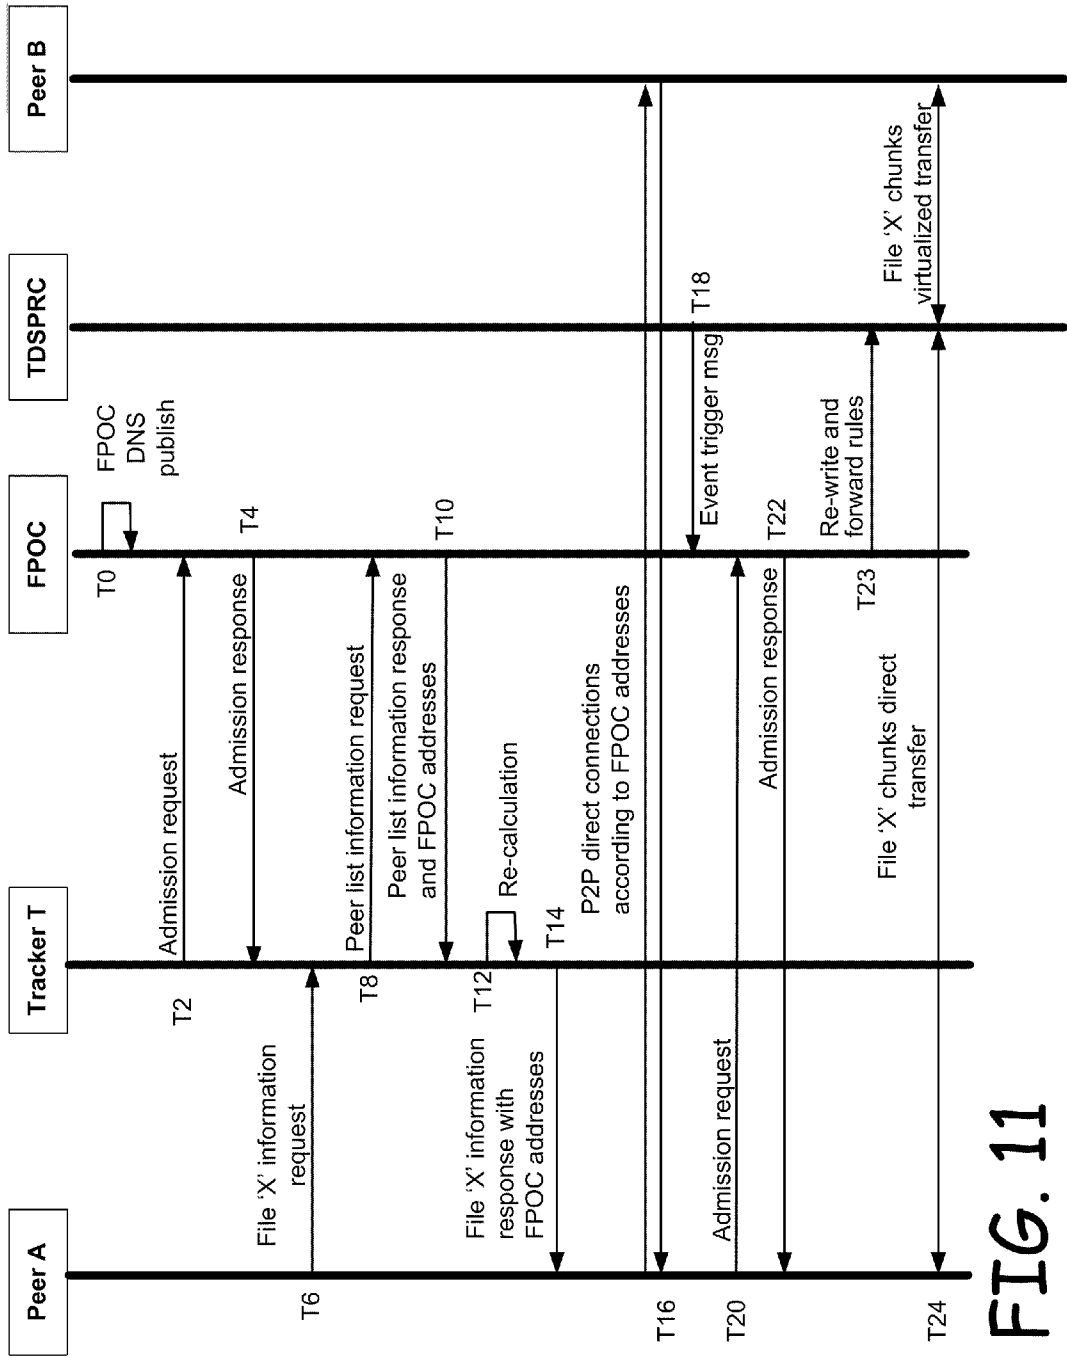 Peer A
Tracker T
FPOC
TDSPRC
Peer B
T0
FPOC
DNS
publish
T2
Admission request
Admission response
T4
T6
File ‘X’ information
request
T8
Peer list information request
Peer list information response
and FPOC addresses
T10
T12
Re-calculation
File ‘X’ information
response with
FPOC addresses
T14
P2P direct connections
according to FPOC addresses
T16
Event trigger msg
T18
T20
Admission request
Admission response
T22
T23
Re-write and
forward rules
T24
File ‘X’ chunks direct
transfer
File ‘X’ chunks
virtualized transfer
FIG. 11